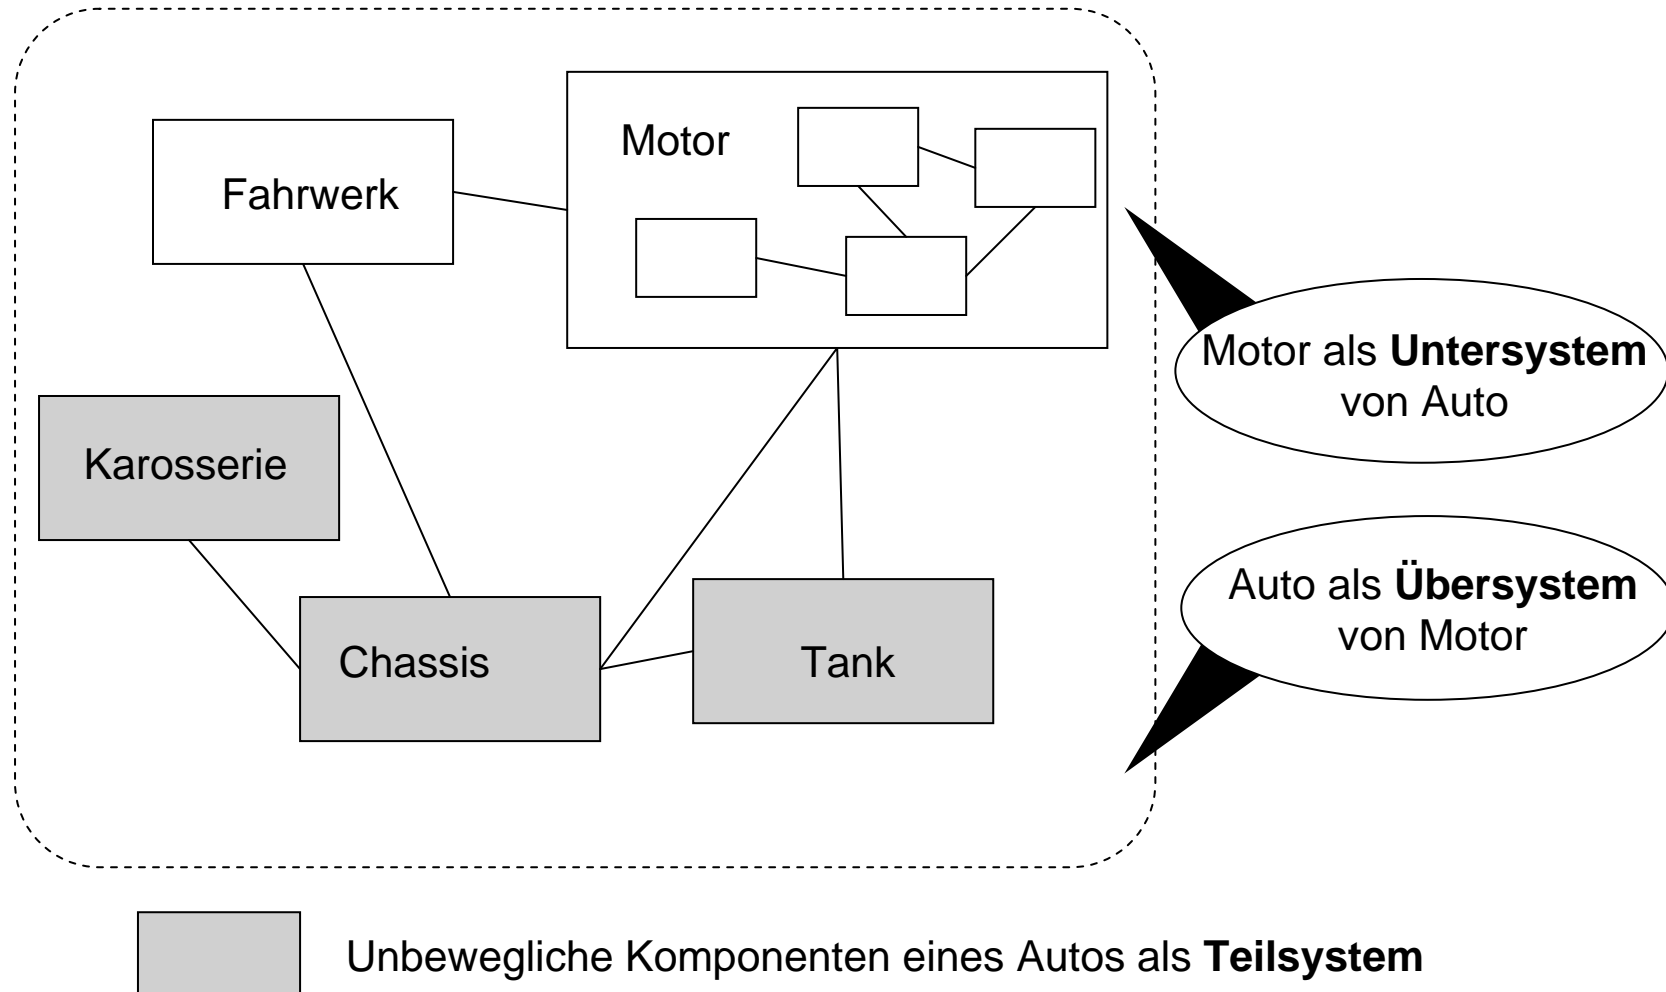 Motor
Fahrwerk
Motor als Untersystem
von Auto
Karosserie
Auto als Übersystem
von Motor
Chassis
Tank
Unbewegliche Komponenten eines Autos als Teilsystem